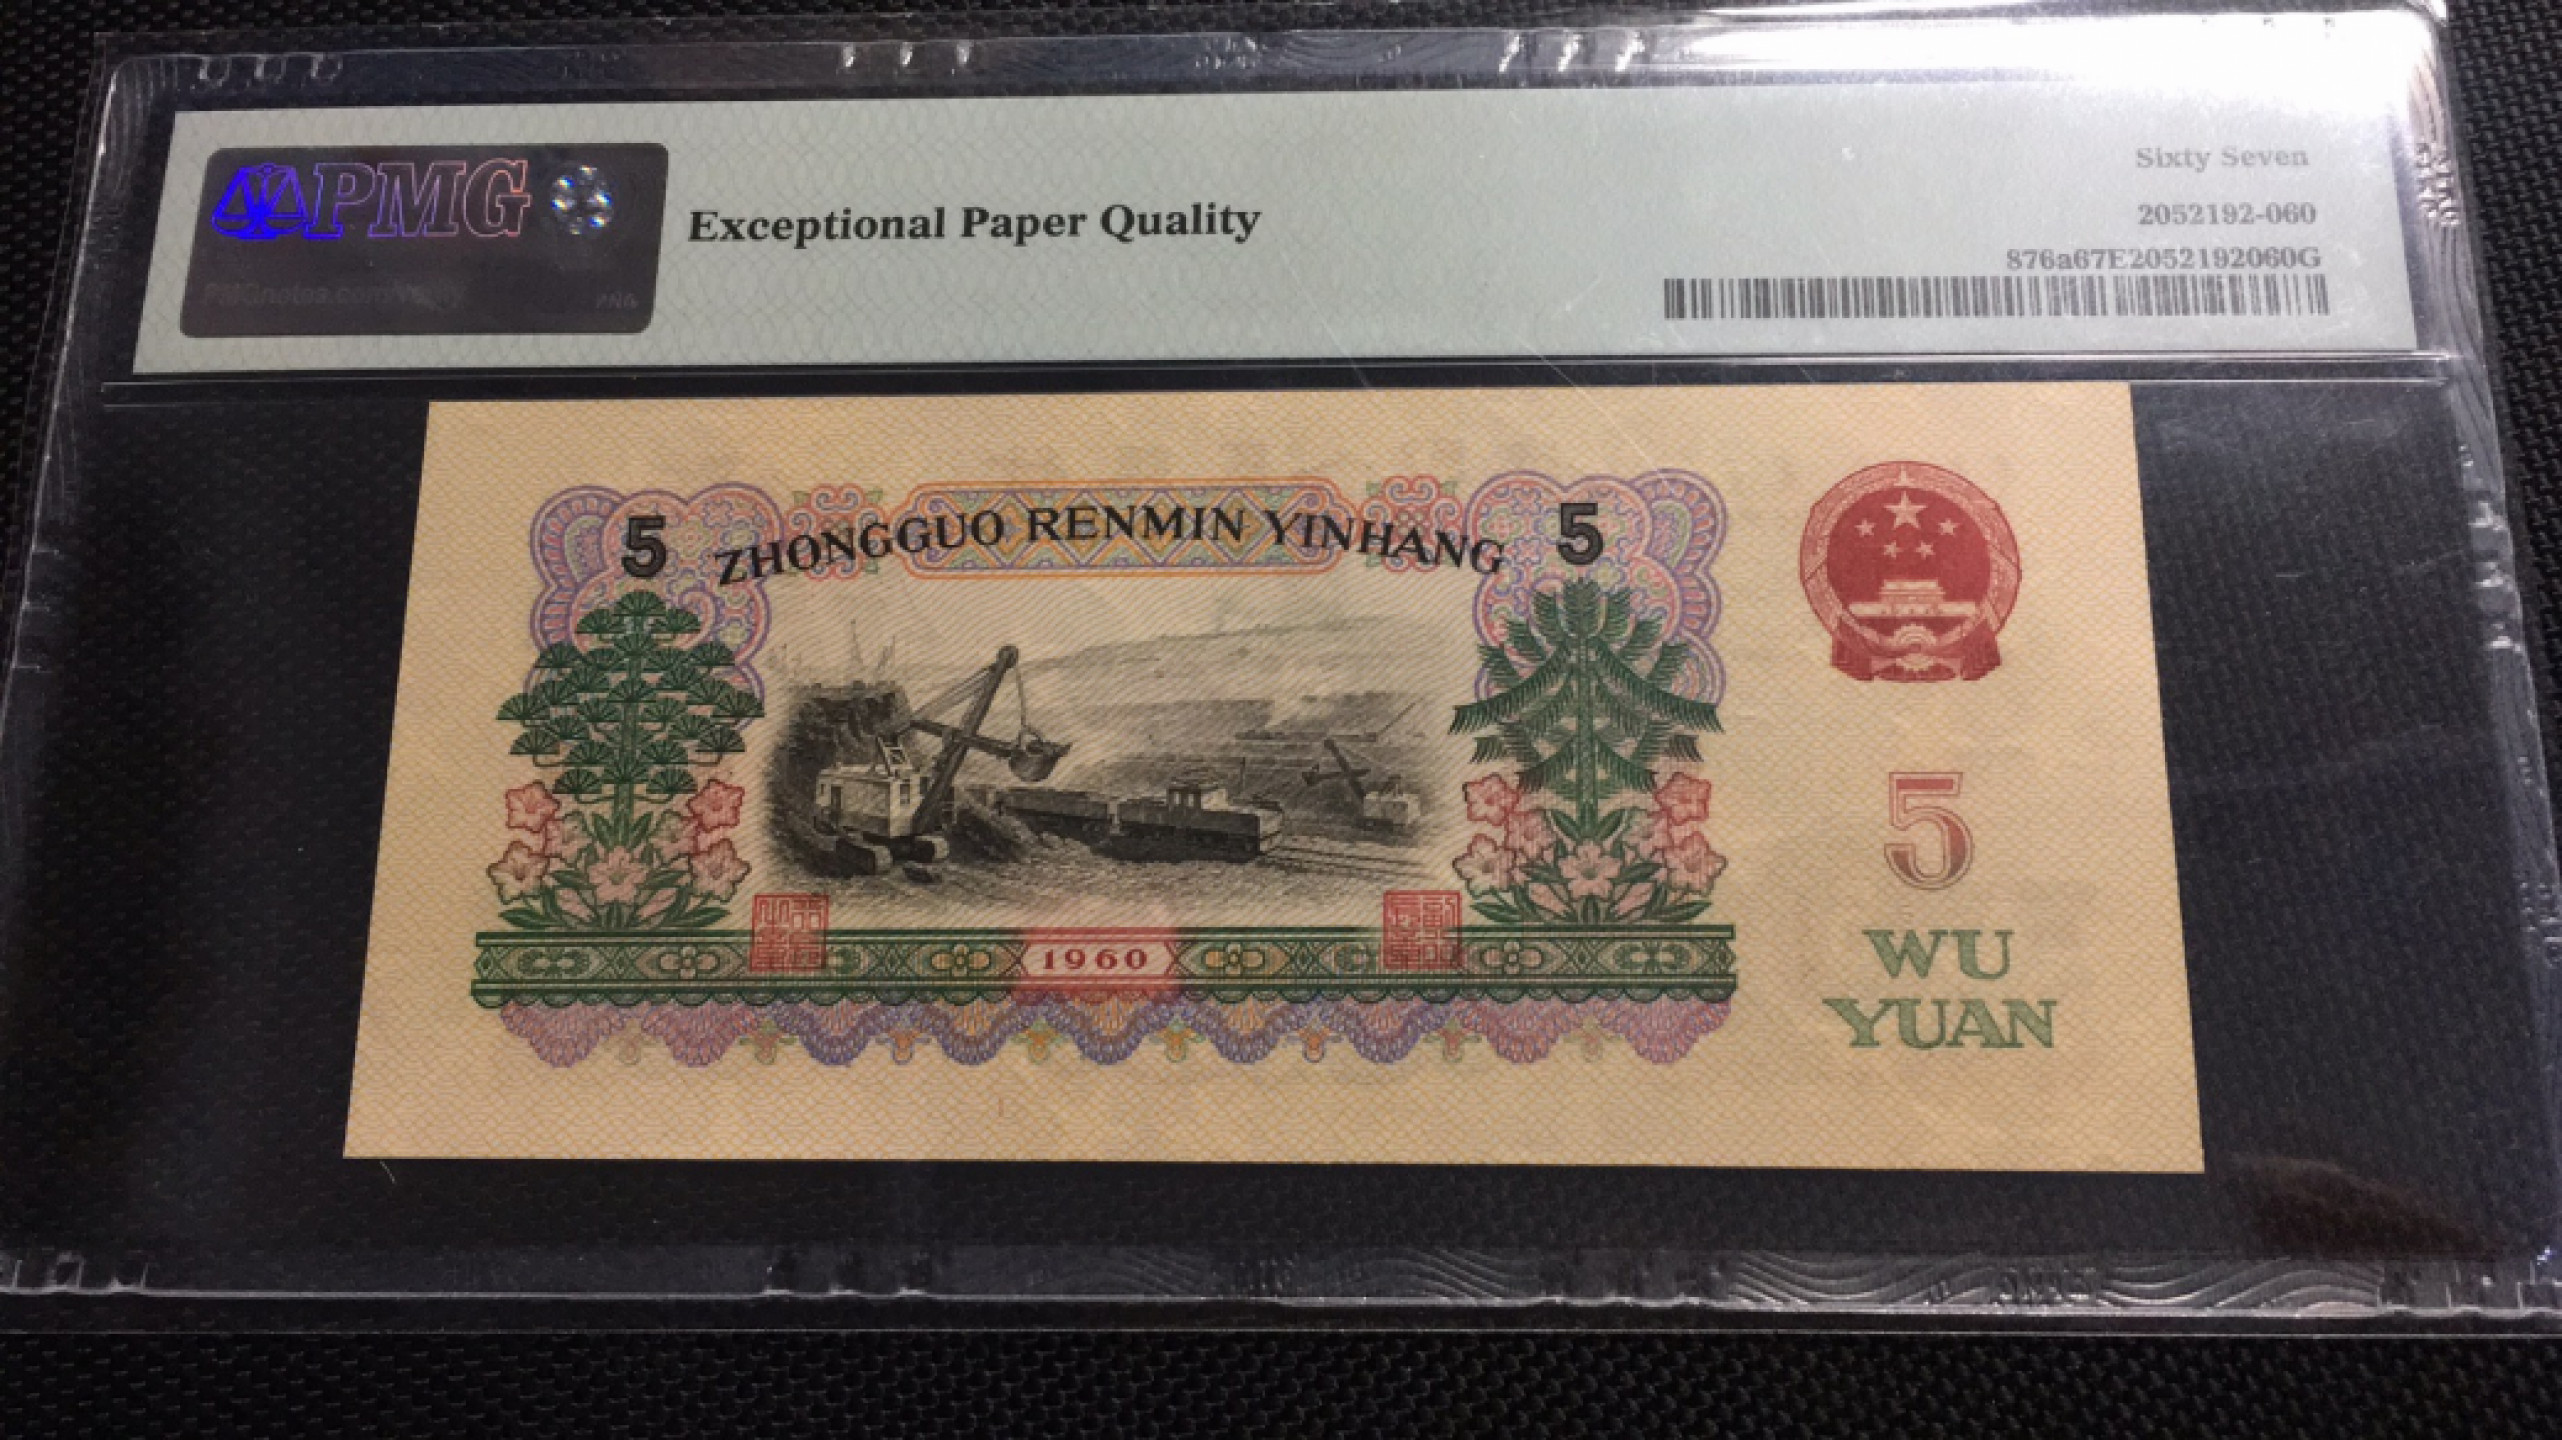 PMG
Exceptional Paper Quality
Sixty Seven
2052192-060
876a67E2052192060G
5 ZHONGGUO RENMIN YINHANG 5
1960
5
WU
YUAN